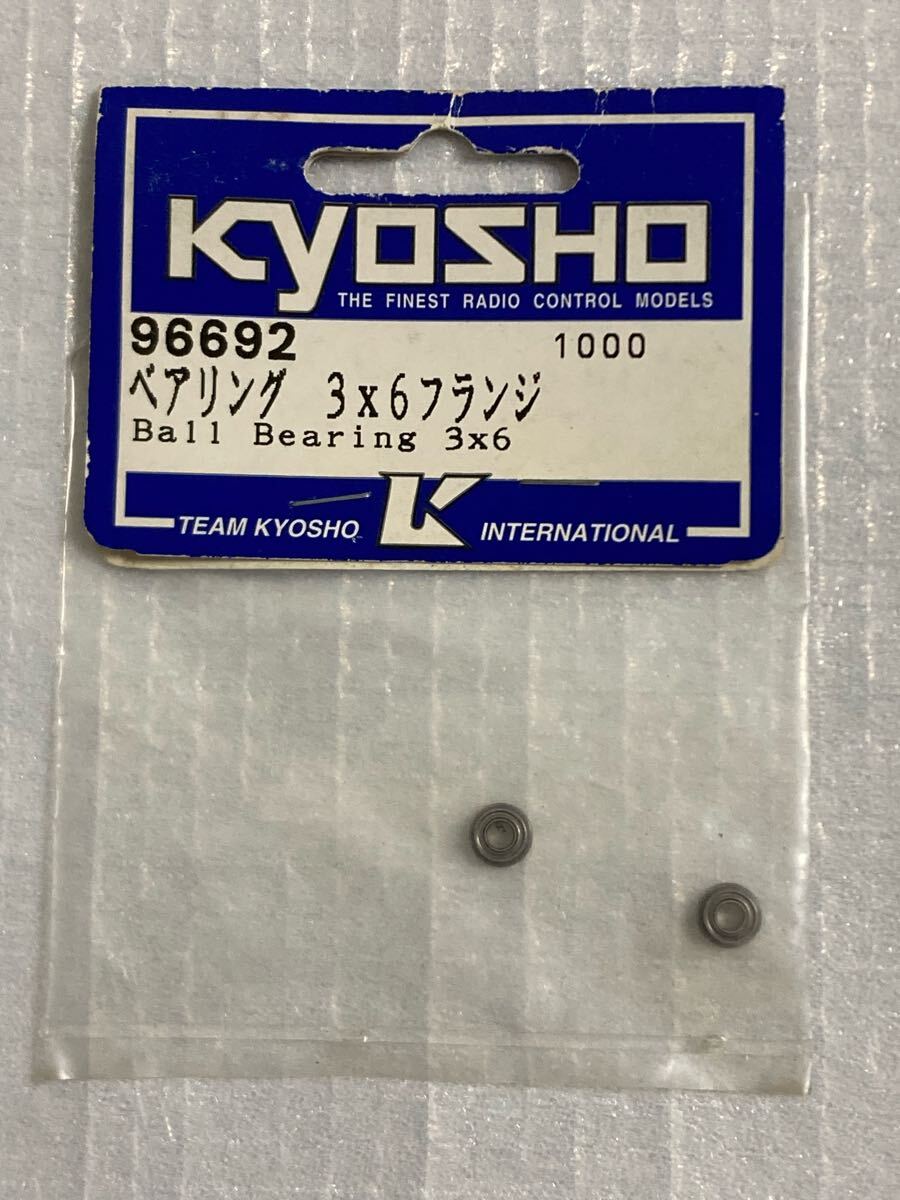 KYOSHO
THE FINEST RADIO CONTROL MODELS
96692 1000
ベアリング 3x6フランジ
Ball Bearing 3x6
TEAM KYOSHO K INTERNATIONAL